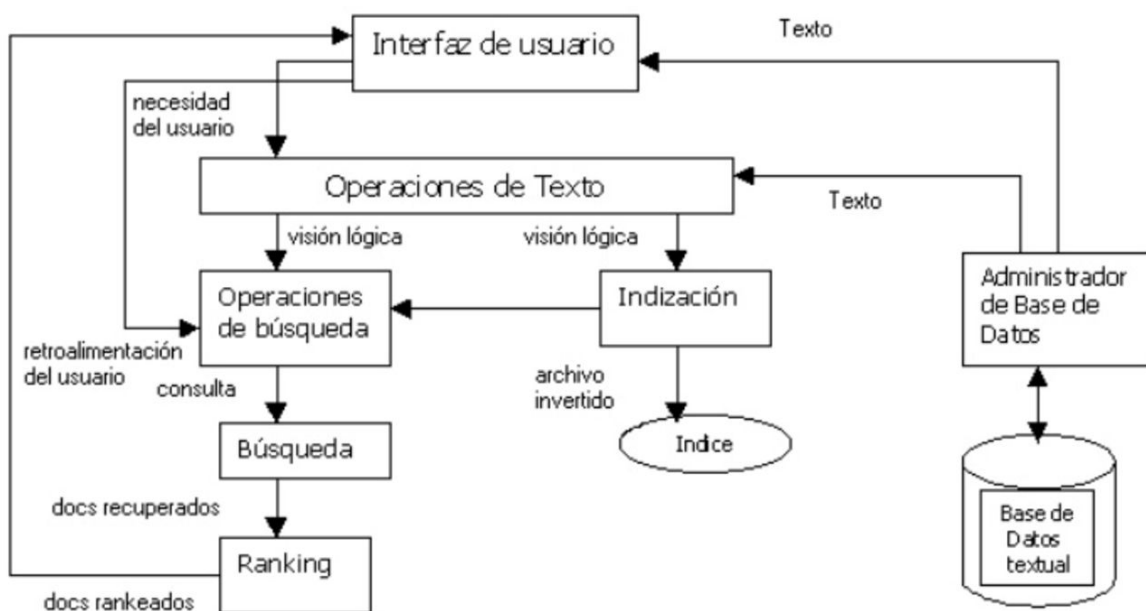 Interfaz de usuario
Texto
necesidad
del usuario
Operaciones de Texto
Texto
visión lógica
visión lógica
Operaciones
de búsqueda
Indización
Administrador
de Base de
Datos
retroalimentación
del usuario
consulta
archivo
invertido
Búsqueda
Indice
docs recuperados
Base de
Datos
textual
Ranking
docs rankeados